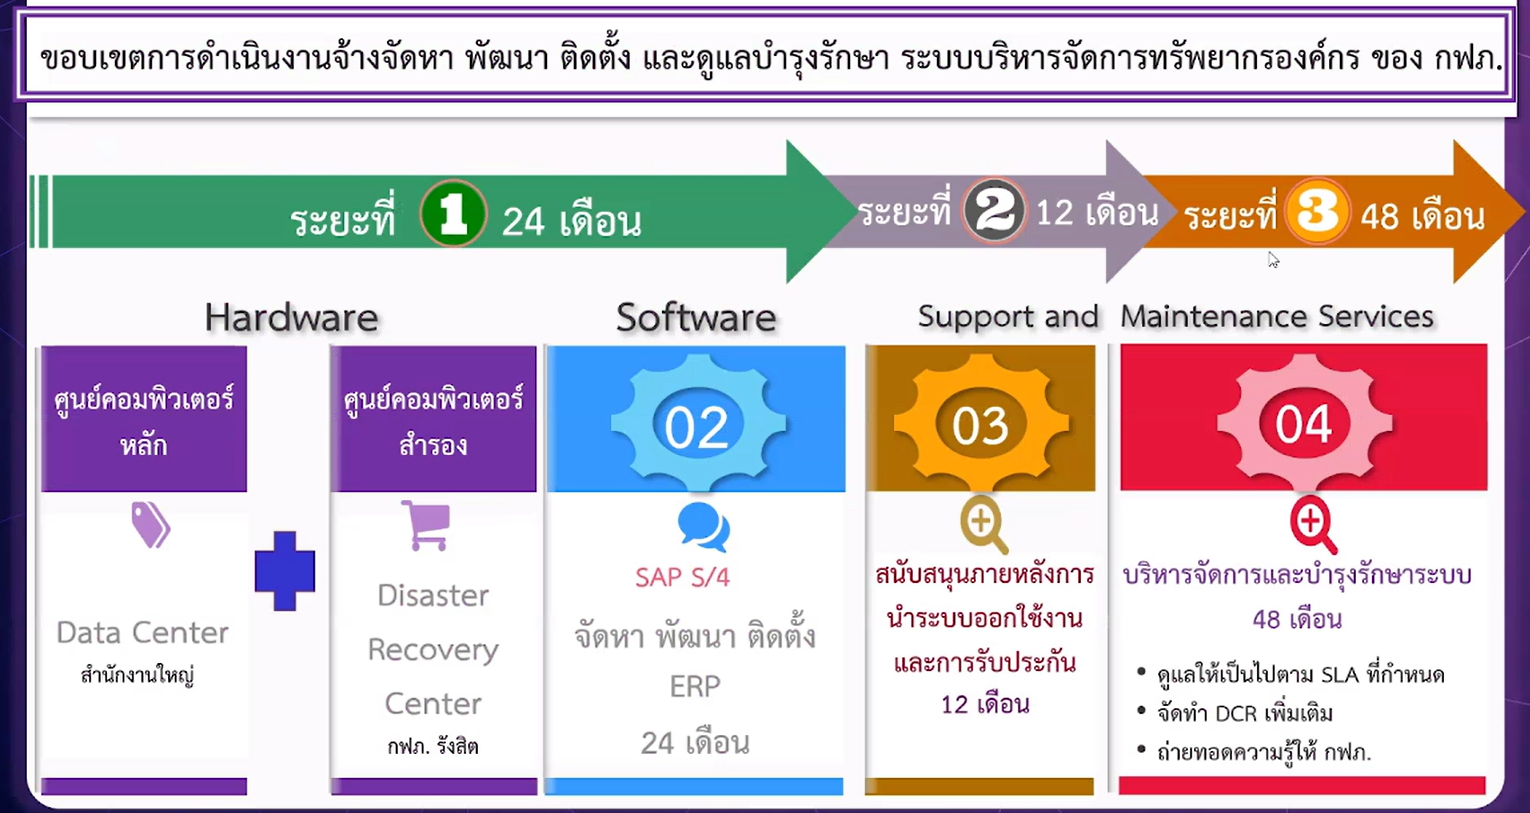 ขอบเขตการดำเนินงานจ้างจัดหา พัฒนา ติดตั้ง และดูแลบำรุงรักษา ระบบบริหารจัดการทรัพยากรองค์กร ของ กฟภ.
ระยะที่ 1 24 เดือน
ระยะที่ 2 12 เดือน
ระยะที่ 3 48 เดือน
Hardware
Software
Support and Maintenance Services
ศูนย์คอมพิวเตอร์
หลัก
Data Center
สำนักงานใหญ่
ศูนย์คอมพิวเตอร์
สำรอง
Disaster
Recovery
Center
กฟภ. รังสิต
02
SAP S/4
จัดหา พัฒนา ติดตั้ง
ERP
24 เดือน
03
สนับสนุนภายหลังการ
นำระบบออกใช้งาน
และการรับประกัน
12 เดือน
04
บริหารจัดการและบำรุงรักษาระบบ
48 เดือน
• ดูแลให้เป็นไปตาม SLA ที่กำหนด
• จัดทำ DCR เพิ่มเติม
• ถ่ายทอดความรู้ให้ กฟภ.